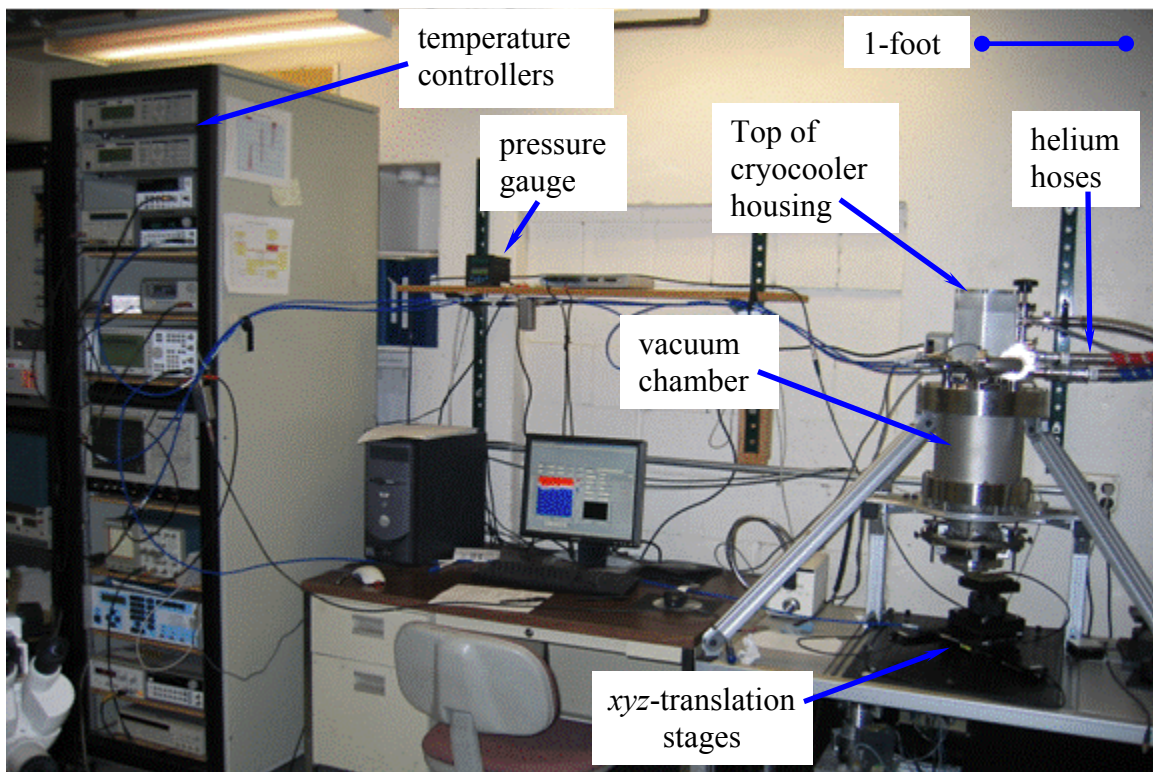 temperature
controllers
1-foot
pressure
gauge
Top of
cryocooler
housing
helium
hoses
vacuum
chamber
xyz-translation
stages